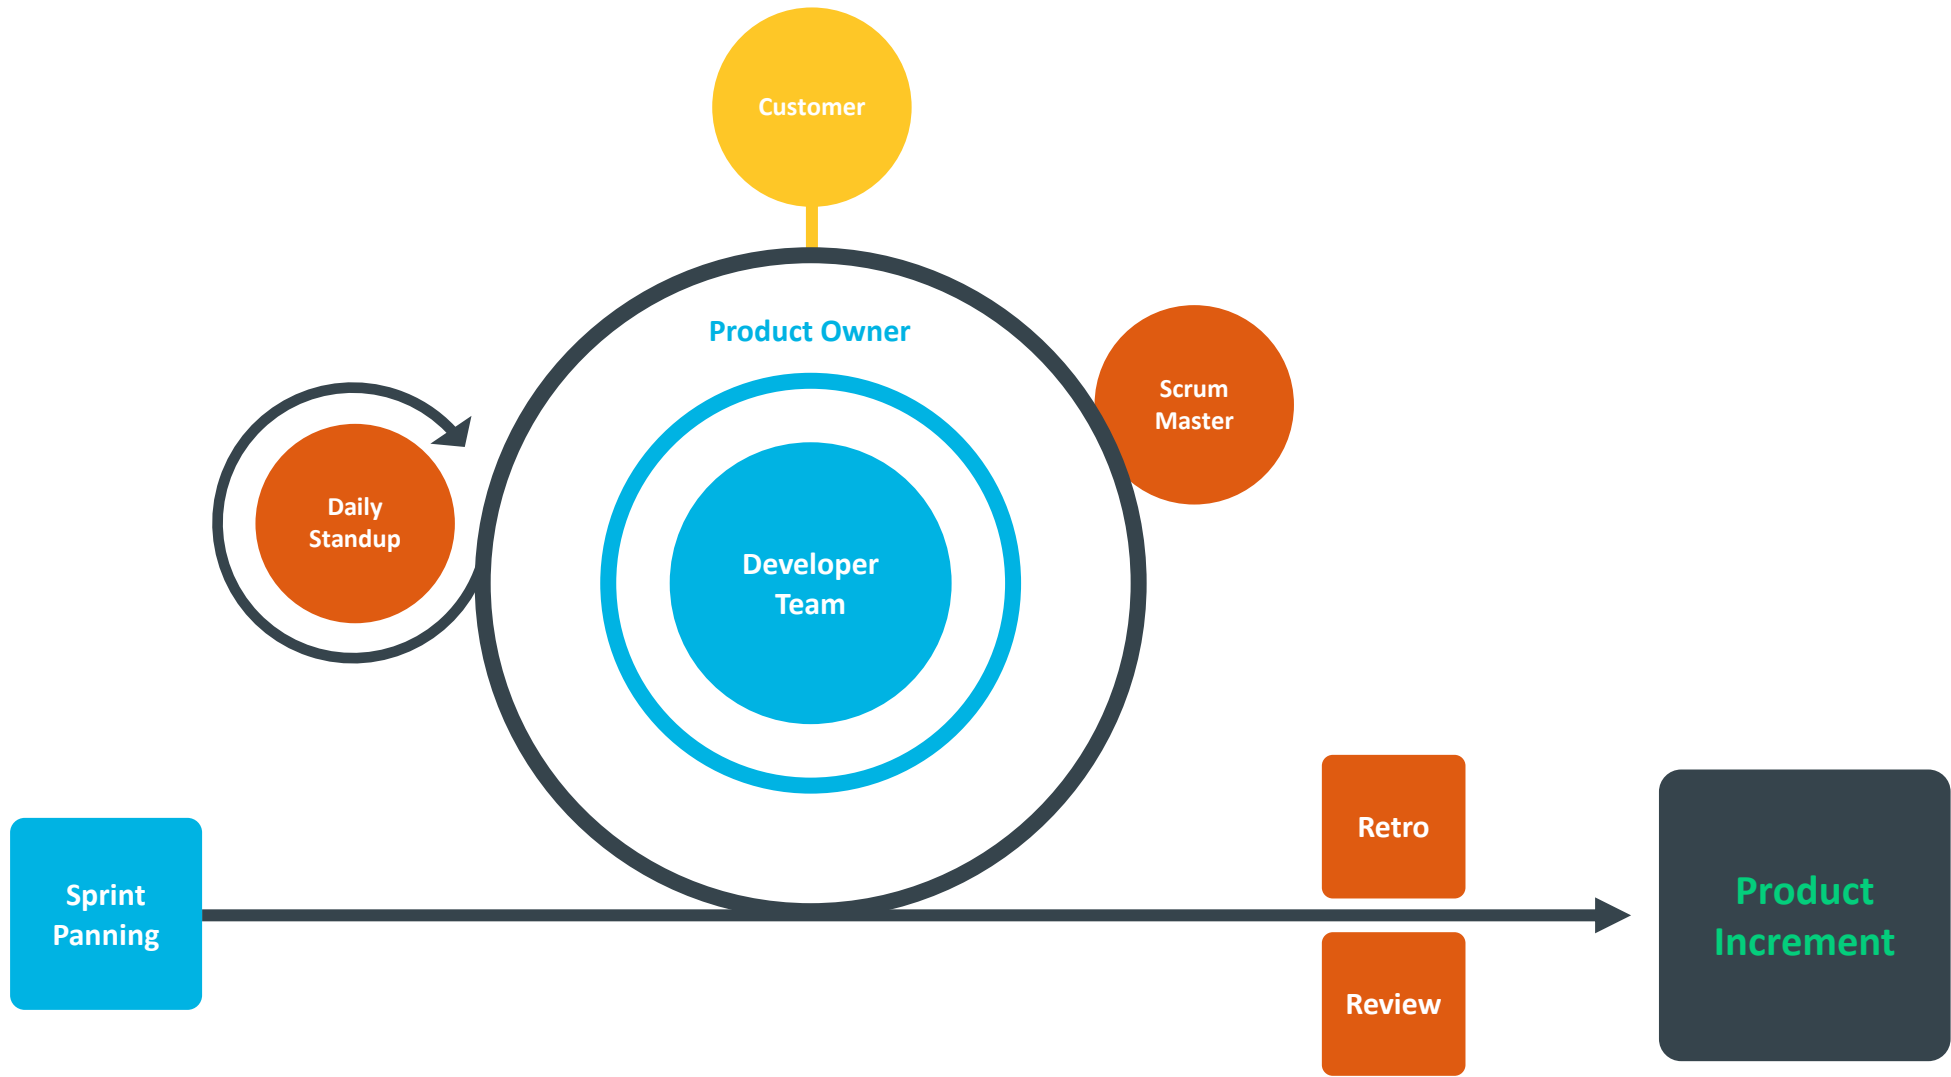 Customer
Product Owner
Scrum
Master
Daily
Standup
Developer
Team
Retro
Sprint
Panning
Product
Increment
Review